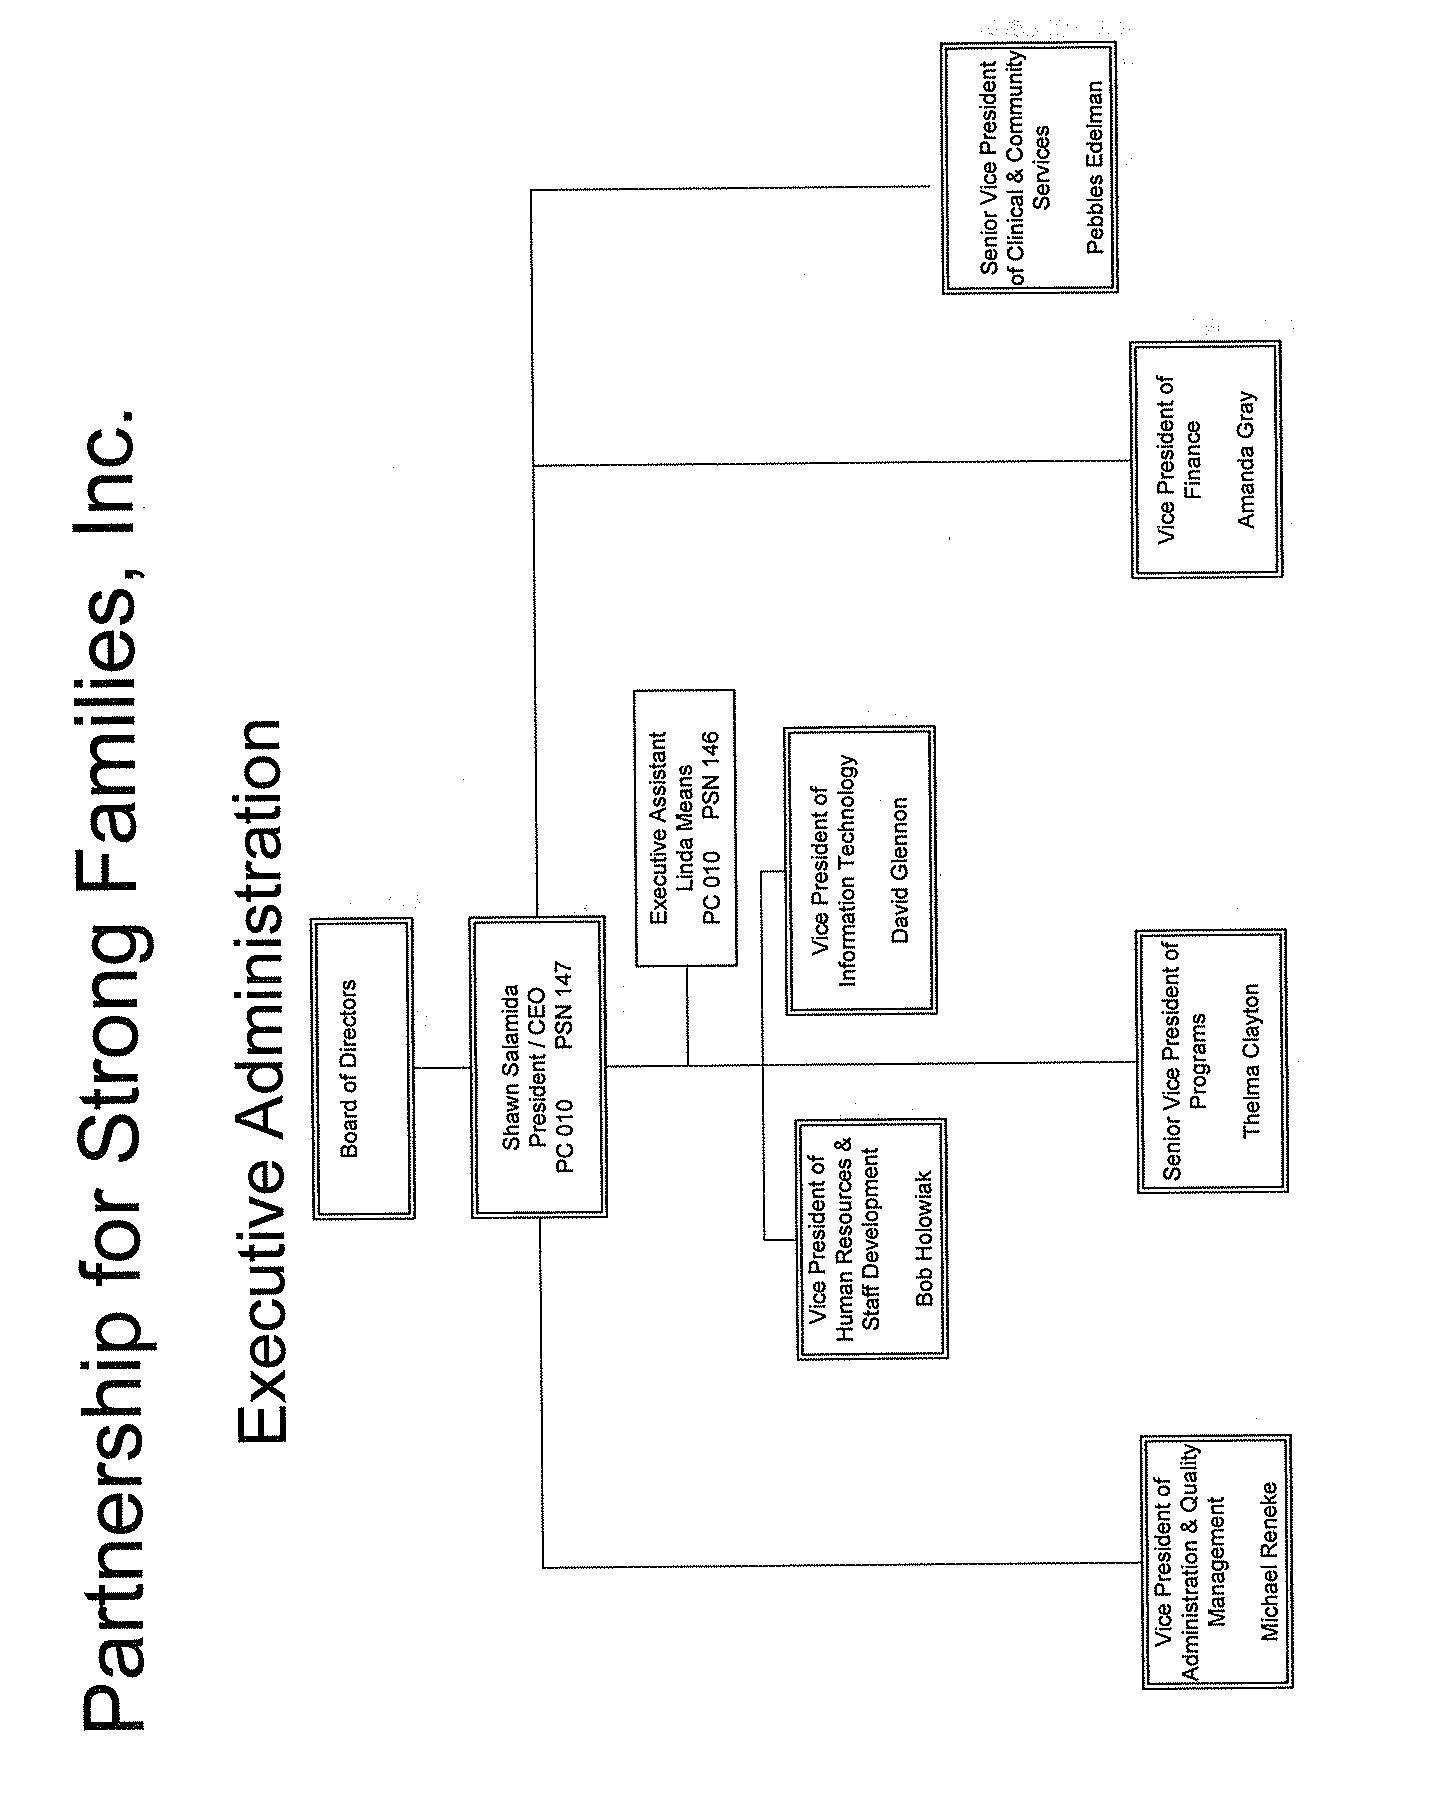 Partnership for Strong Families, Inc.
Executive Administration
Board of Directors
Shawn Salamida
President / CEO
PC 010 PSN 147
Executive Assistant
Linda Means
PC 010 PSN 146
Vice President of
Human Resources &
Staff Development
Bob Holowiak
Vice President of
Information Technology
David Glennon
Senior Vice President
of Clinical & Community
Services
Pebbles Edelman
Vice President of
Administration & Quality
Management
Michael Reneke
Senior Vice President of
Programs
Thelma Clayton
Vice President of
Finance
Amanda Gray